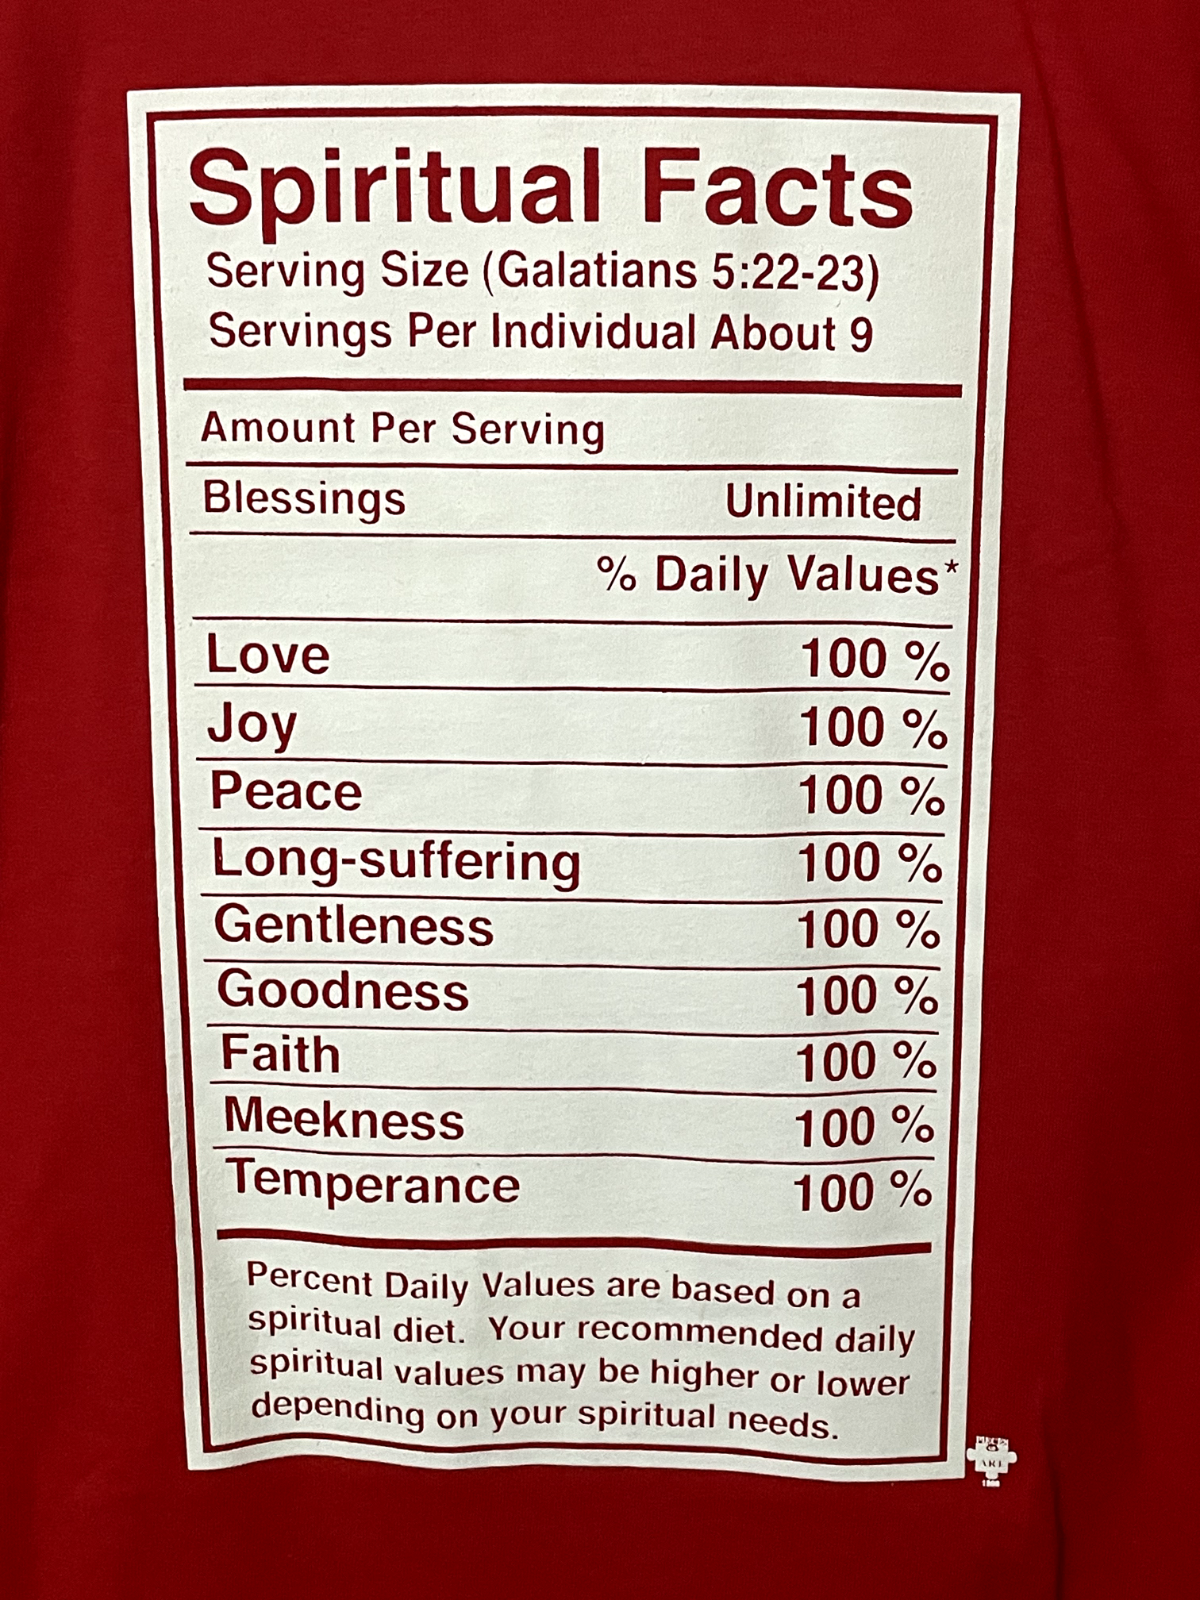 Spiritual Facts
Serving Size (Galatians 5:22-23)
Servings Per Individual About 9
Amount Per Serving
Blessings Unlimited
% Daily Values*
Love 100 %
Joy 100 %
Peace 100 %
Long-suffering 100 %
Gentleness 100 %
Goodness 100 %
Faith 100 %
Meekness 100 %
Temperance 100 %
Percent Daily Values are based on a
spiritual diet. Your recommended daily
spiritual values may be higher or lower
depending on your spiritual needs.
ART